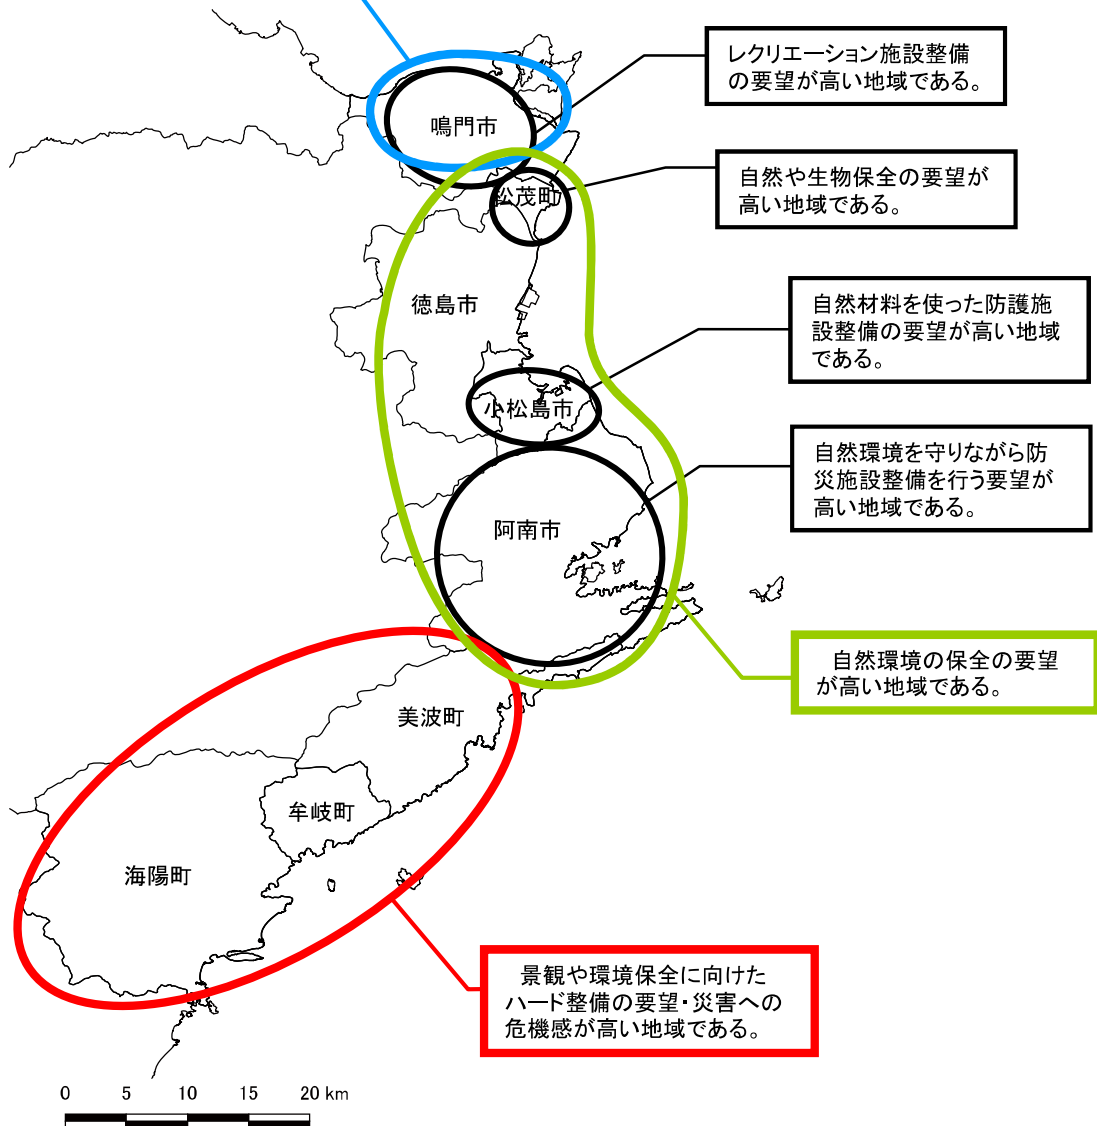 レクリエーション施設整備
の要望が高い地域である。
鳴門市
自然や生物保全の要望が
高い地域である。
松茂町
徳島市
自然材料を使った防護施
設整備の要望が高い地域
である。
小松島市
自然環境を守りながら防
災施設整備を行う要望が
高い地域である。
阿南市
自然環境の保全の要望
が高い地域である。
美波町
牟岐町
海陽町
景観や環境保全に向けた
ハード整備の要望・災害への
危機感が高い地域である。
0 5 10 15 20 km